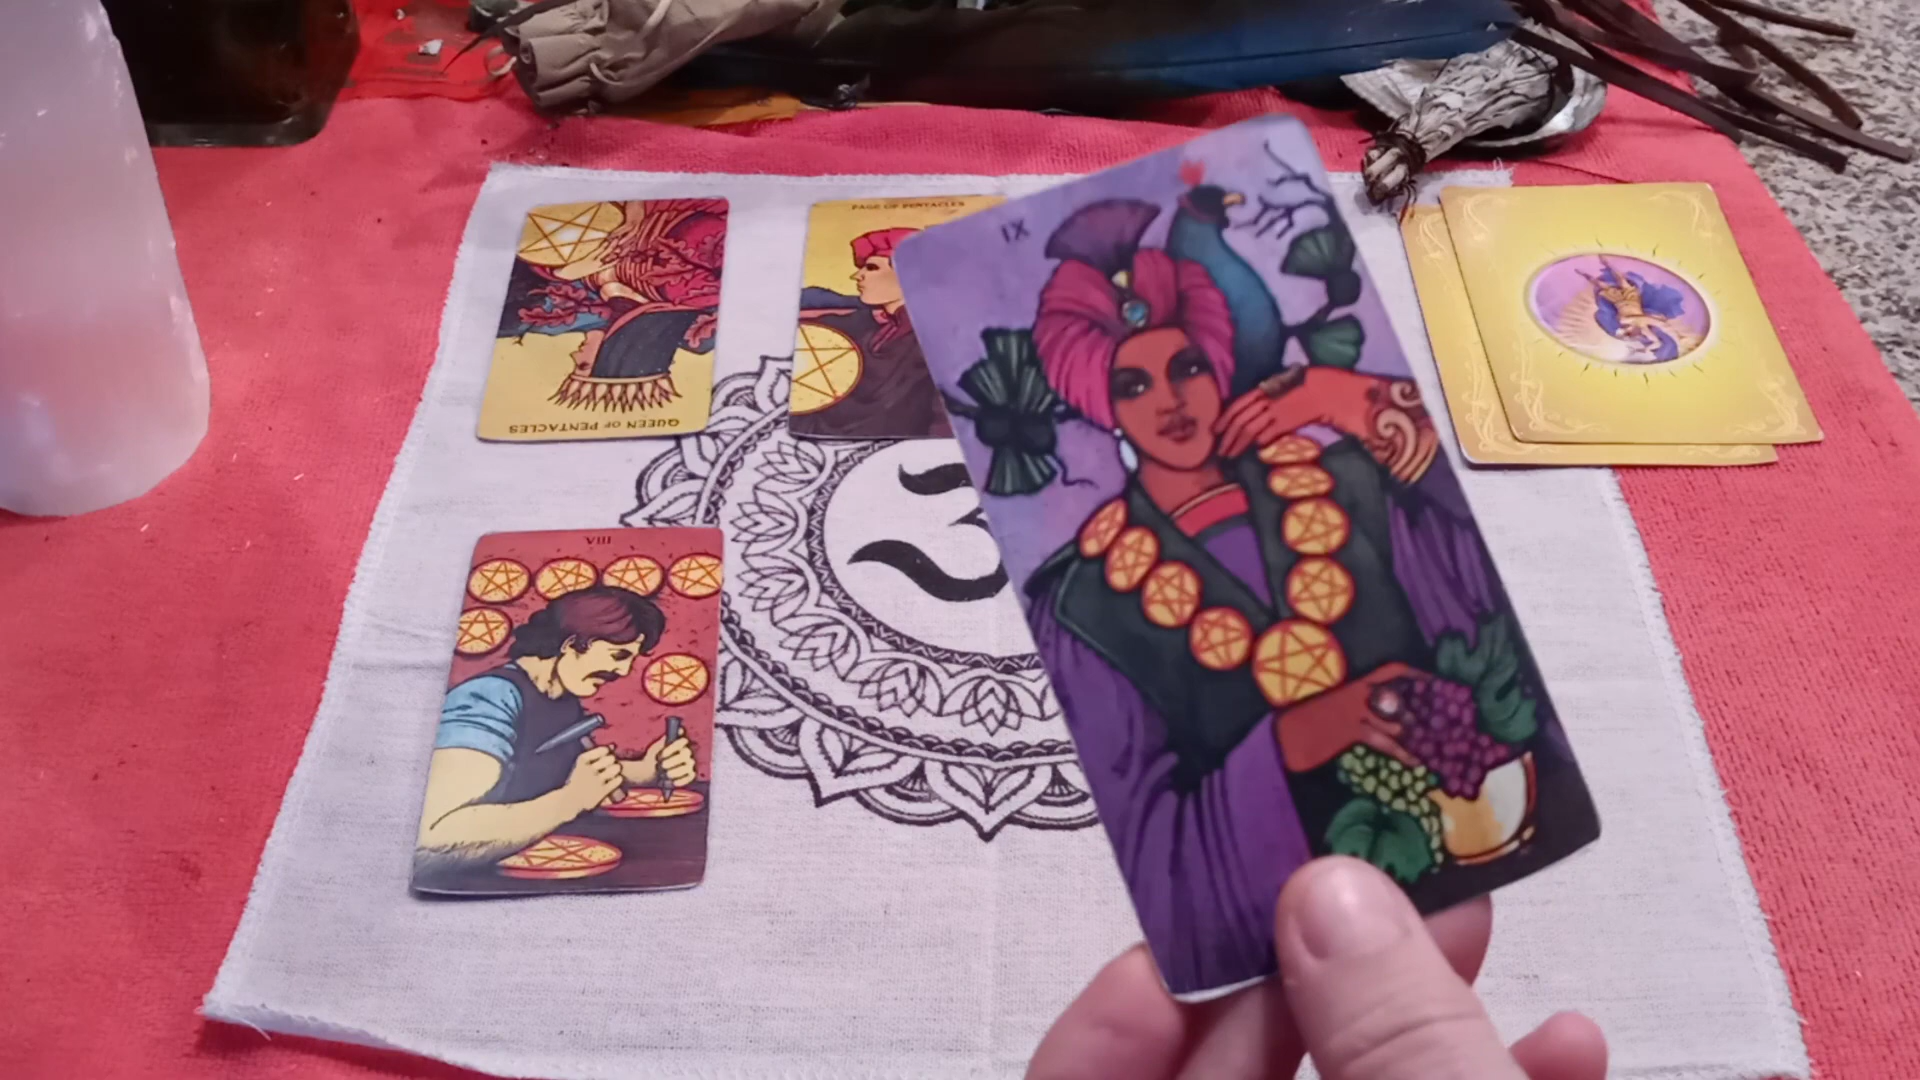 PAGE OF PENTACLES
IX
QUEEN OF PENTACLES
VIII